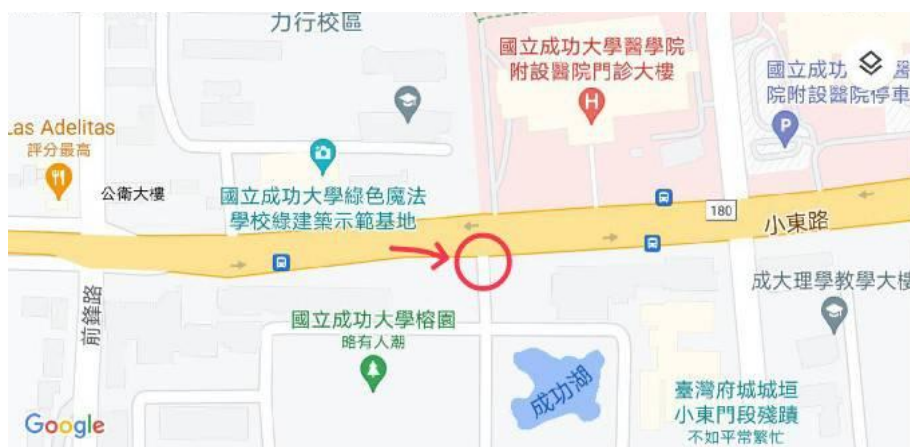 力行校區
國立成功大學醫學院
附設醫院門診大樓
H
國立成功
院附設醫院停車
P
Las Adelitas
評分最高
公衛大樓
國立成功大學綠色魔法
學校綠建築示範基地
180
小東路
前鋒路
國立成功大學榕園
略有人潮
成功湖
成大理學教學大樓
臺灣府城城垣
小東門段殘蹟
不如平常繁忙
Google